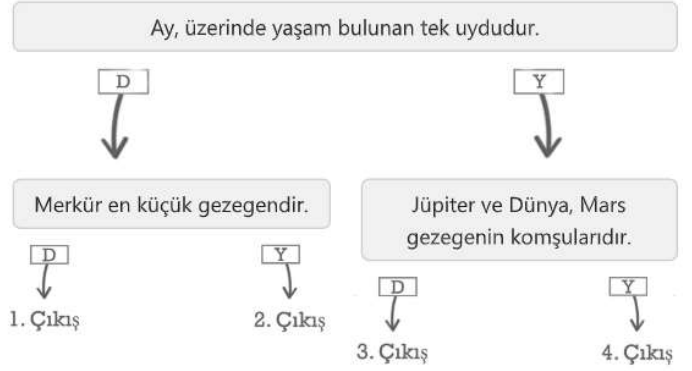 Ay, üzerinde yaşam bulunan tek uydudur.
D
Y
Merkür en küçük gezegendir.
Jüpiter ve Dünya, Mars
gezegenin komşularıdır.
D
Y
D
Y
1. Çıkış
2. Çıkış
3. Çıkış
4. Çıkış